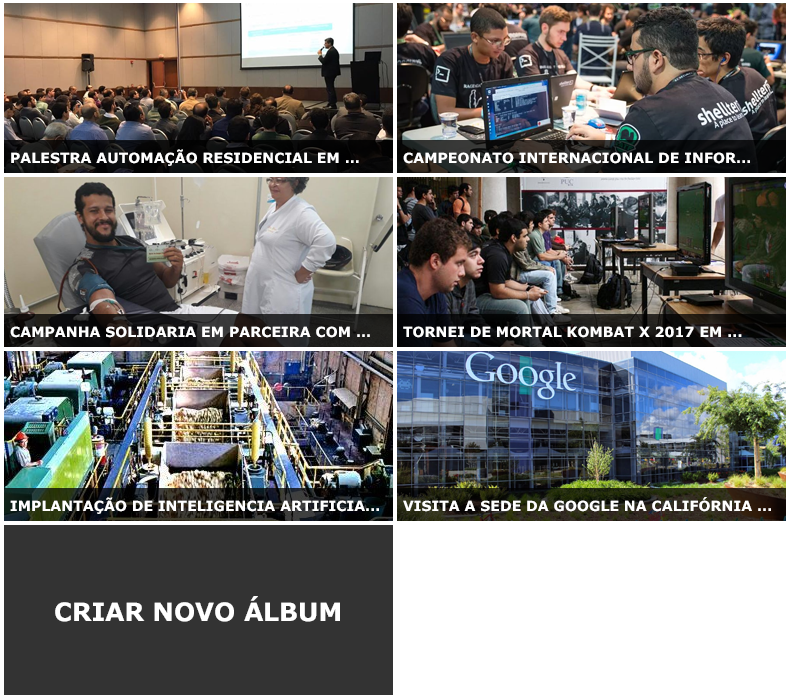 PALESTRA AUTOMAÇÃO RESIDENCIAL EM ...
shellter
CAMPEONATO INTERNACIONAL DE INFOR...
CAMPANHA SOLIDARIA EM PARCEIRA COM ...
TORNEI DE MORTAL KOMBAT X 2017 EM ...
IMPLANTAÇÃO DE INTELIGENCIA ARTIFICIA...
Google
VISITA A SEDE DA GOOGLE NA CALIFÓRNIA ...
CRIAR NOVO ÁLBUM